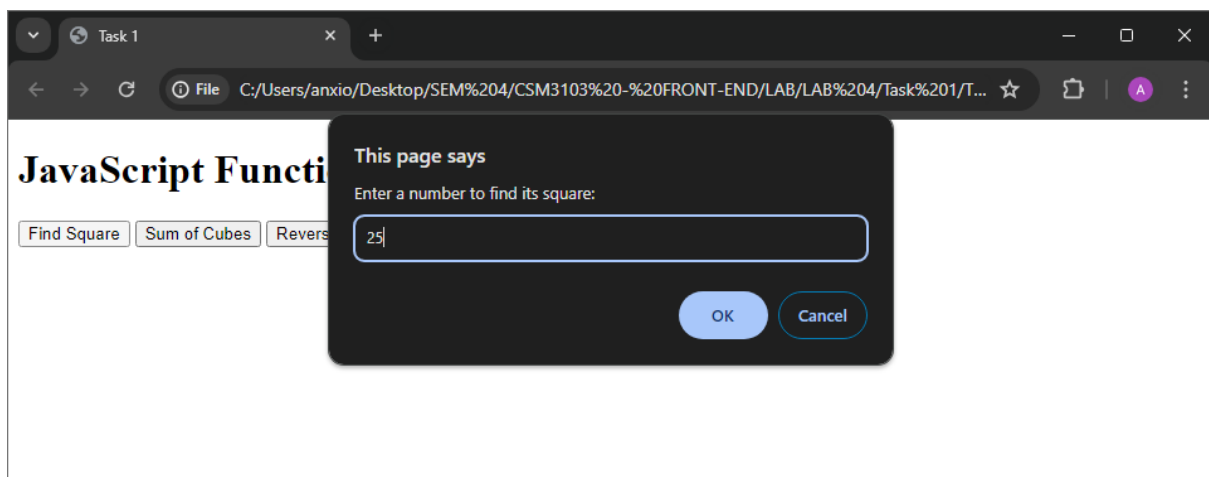 Task 1
File C:/Users/anxio/Desktop/SEM%204/CSM3103%20-%20FRONT-END/LAB/LAB%204/Task%201/T... A
This page says
JavaScript Functi
Enter a number to find its square:
Find Square Sum of Cubes Revers
25
OK Cancel